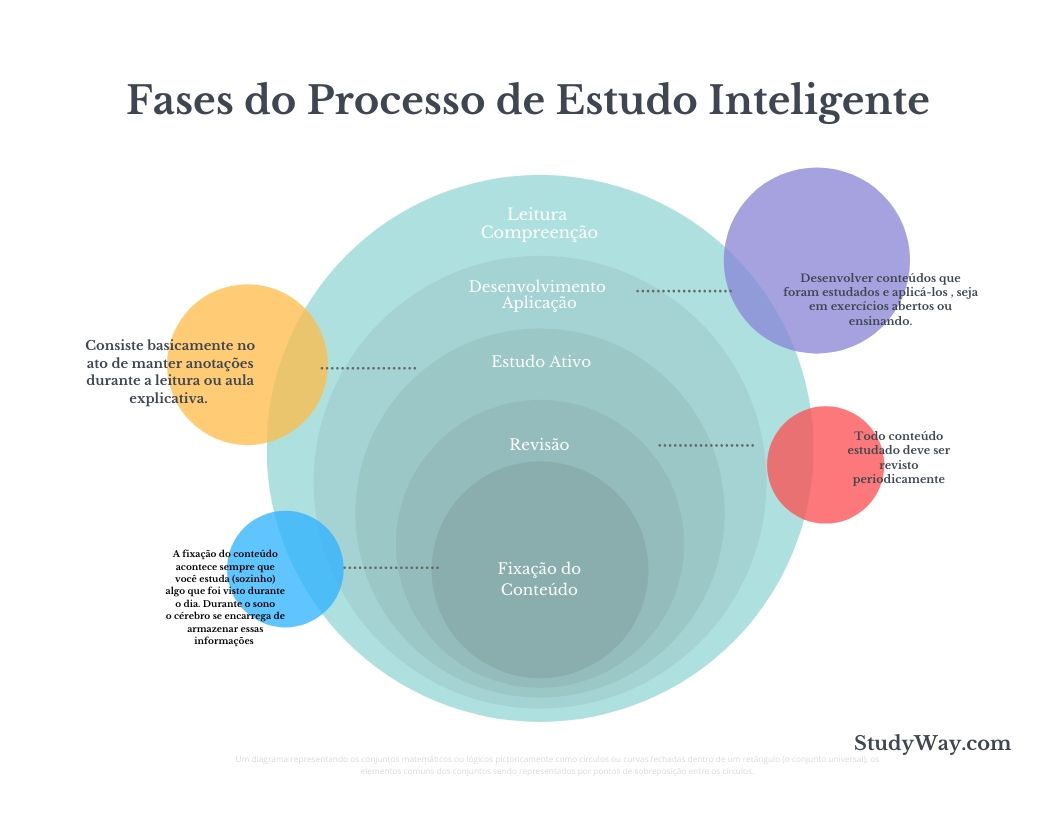 Fases do Processo de Estudo Inteligente
Leitura
Compreenção
Desenvolvimento
Aplicação
Desenvolver conteúdos que
foram estudados e aplicá-los , seja
em exercícios abertos ou
ensinando.
Estudo Ativo
Consiste basicamente no
ato de manter anotações
durante a leitura ou aula
explicativa.
Revisão
Todo conteúdo
estudado deve ser
revisto
periodicamente
Fixação do
Conteúdo
A fixação do conteúdo
acontece sempre que
você estuda (sozinho)
algo que foi visto durante
o dia. Durante o sono
o cérebro se encarrega de
armazenar essas
informações
StudyWay.com
Um diagrama representando os conjuntos matemáticos ou lógicos pictoricamente como círculos ou curvas fechadas dentro de um retângulo (o conjunto universal), os
elementos comuns dos conjuntos sendo representados por pontos de sobreposição entre os círculos.